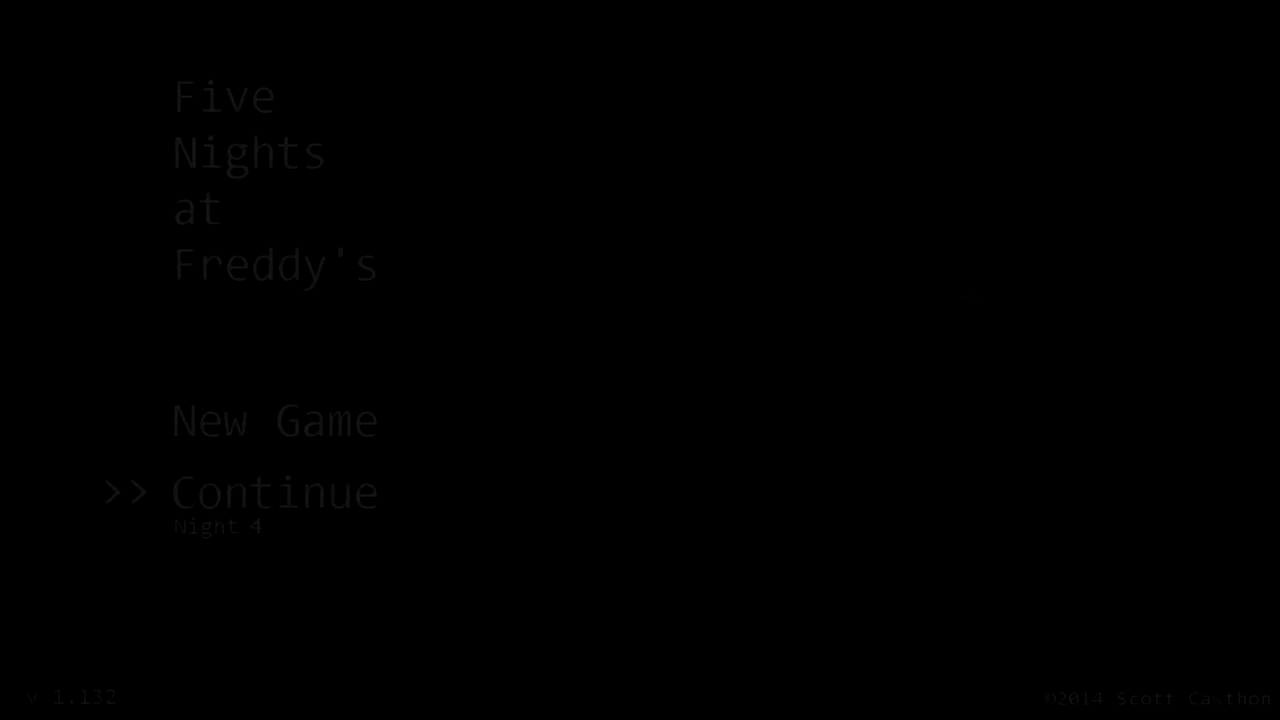 Five
Nights
at
Freddy's
New Game
>> Continue
Night 4
v 1.132
©2014 Scott Cawthon